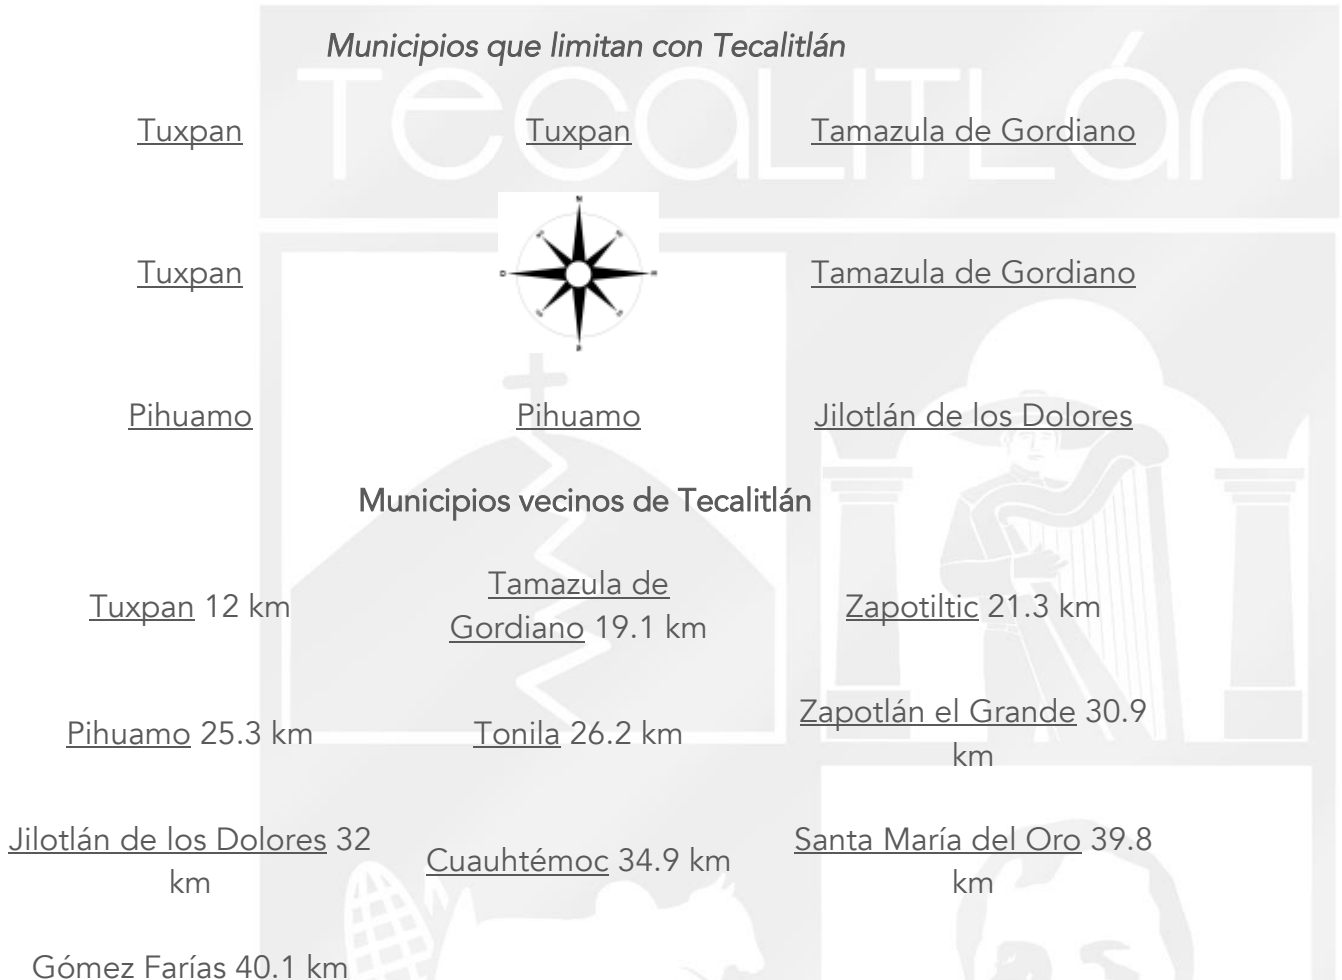 Municipios que limitan con Tecalitlán
TecaLITLán
Tuxpan Tuxpan Tamazula de Gordiano
N
Tuxpan Tamazula de Gordiano
Pihuamo Pihuamo Jilotlán de los Dolores
Municipios vecinos de Tecalitlán
Tuxpan 12 km
Tamazula de
Gordiano 19.1 km
Zapotiltic 21.3 km
Pihuamo 25.3 km
Tonila 26.2 km
Zapotlán el Grande 30.9
km
Jilotlán de los Dolores 32
km
Cuauhtémoc 34.9 km
Santa María del Oro 39.8
km
Gómez Farías 40.1 km